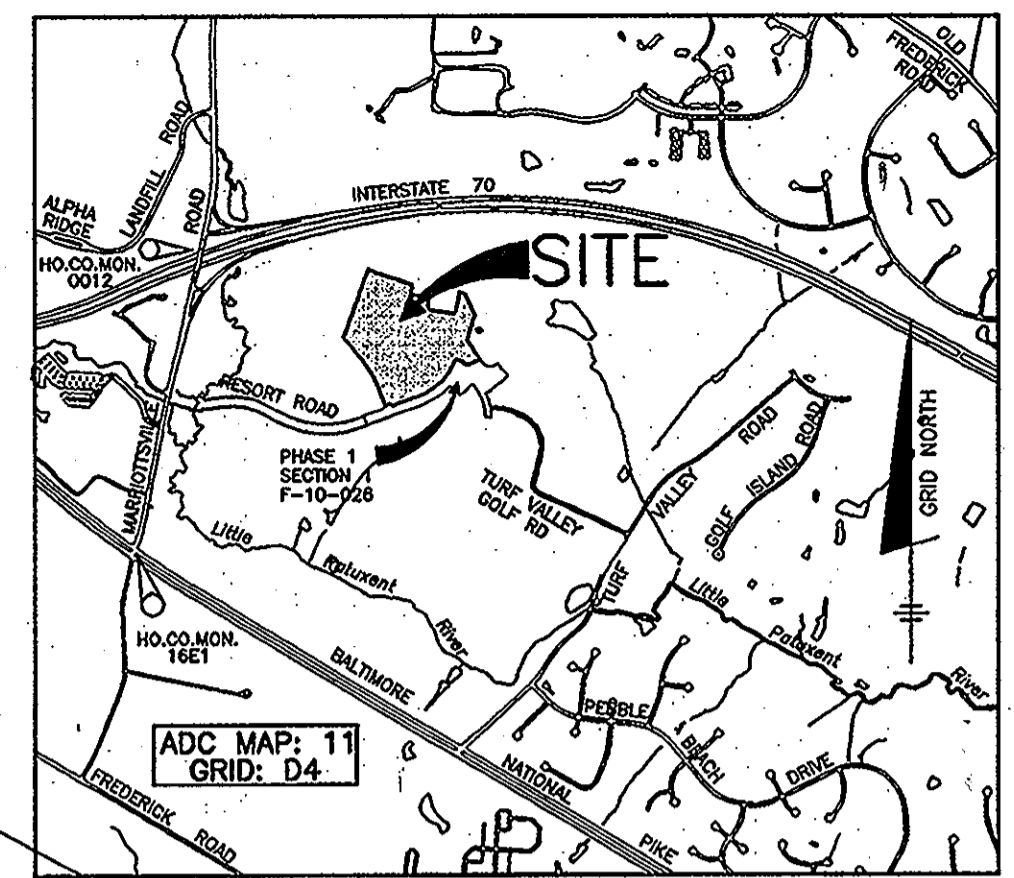 OLD
FREDERICK
ROAD
LANDFILL ROAD
ALPHA
RIDGE
ROAD
INTERSTATE 70
HO.CO.MON.
0012
SITE
RESORT ROAD
MARRIOTTSVILLE
PHASE 1
SECTION 1
F-10-026
TURF VALLEY
GOLF RD
TURF VALLEY ROAD
GOLF ISLAND ROAD
GRID NORTH
Little Patuxent River
Little Patuxent River
HO.CO.MON.
16E1
BALTIMORE NATIONAL PIKE
PEBBLE BEACH DRIVE
ADC MAP: 11
GRID: D4
FREDERICK ROAD